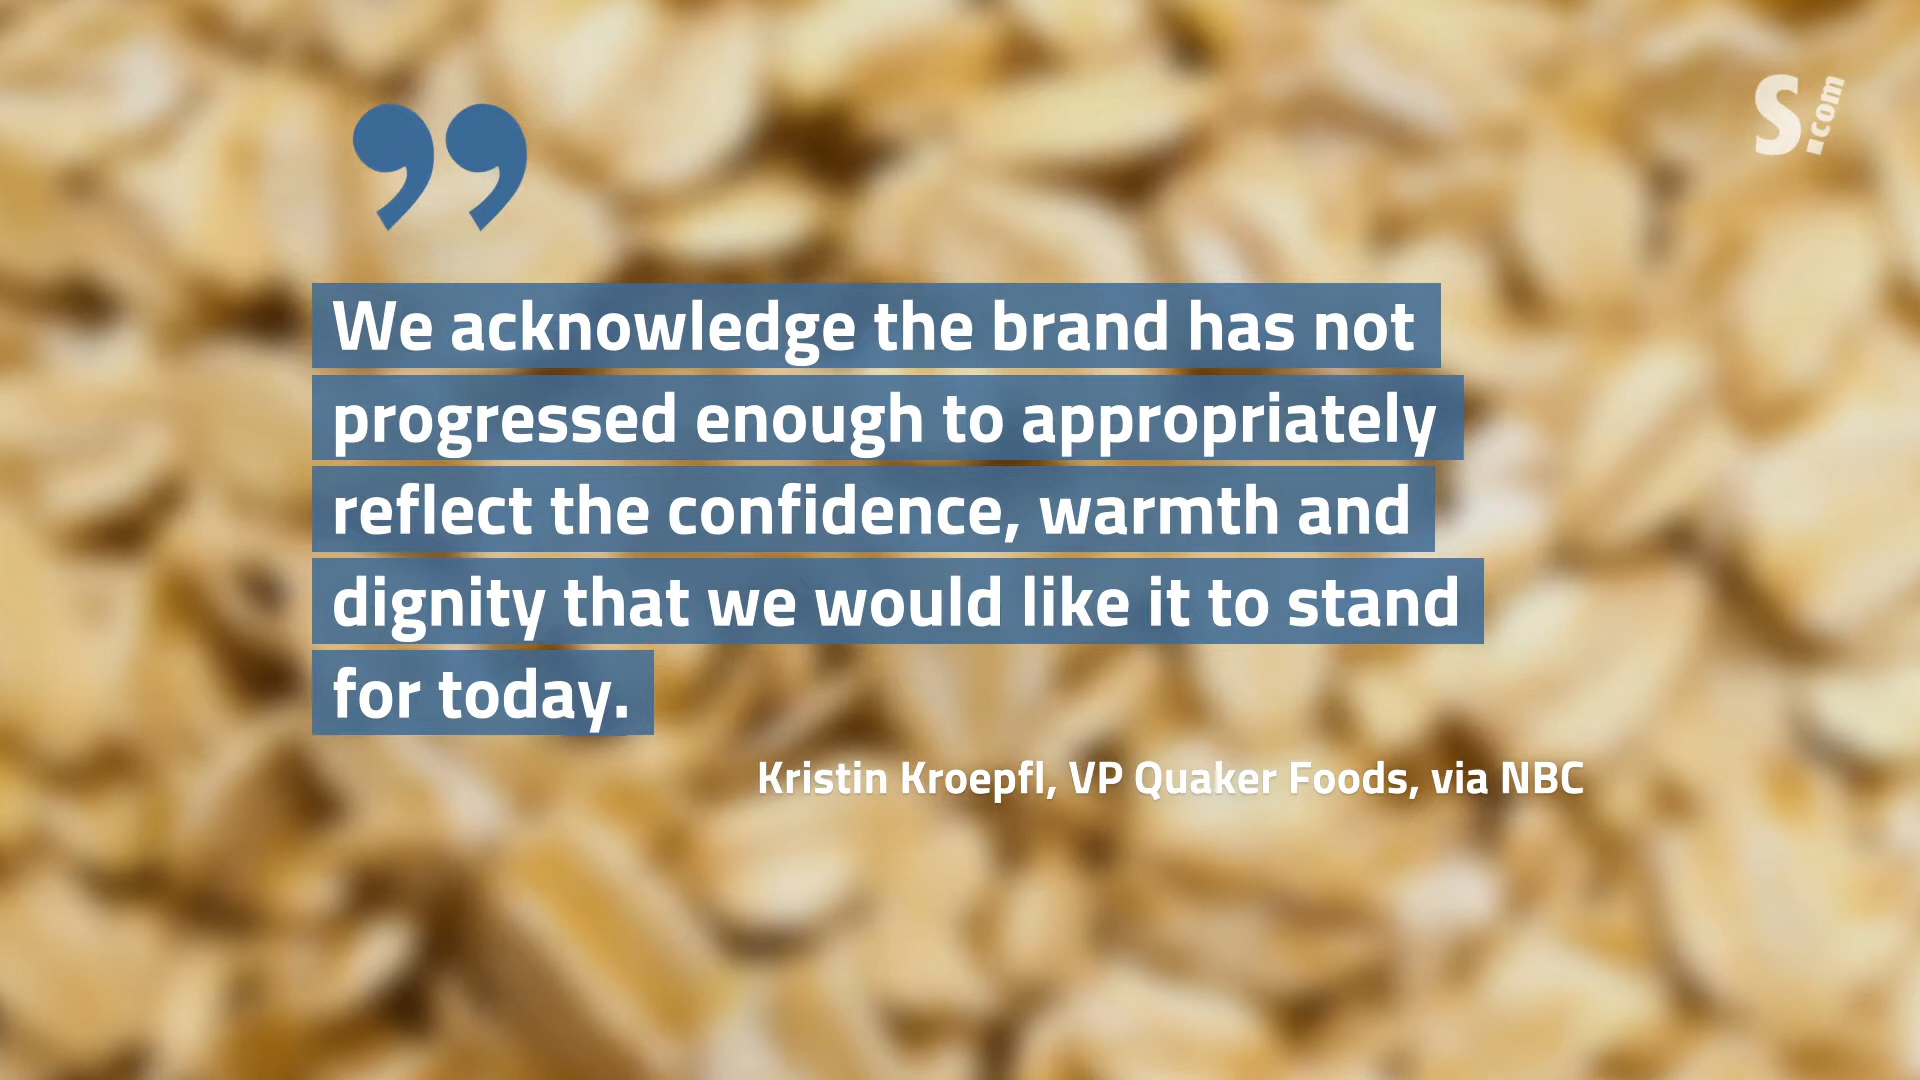 S.com
”
We acknowledge the brand has not
progressed enough to appropriately
reflect the confidence, warmth and
dignity that we would like it to stand
for today.
Kristin Kroepfl, VP Quaker Foods, via NBC